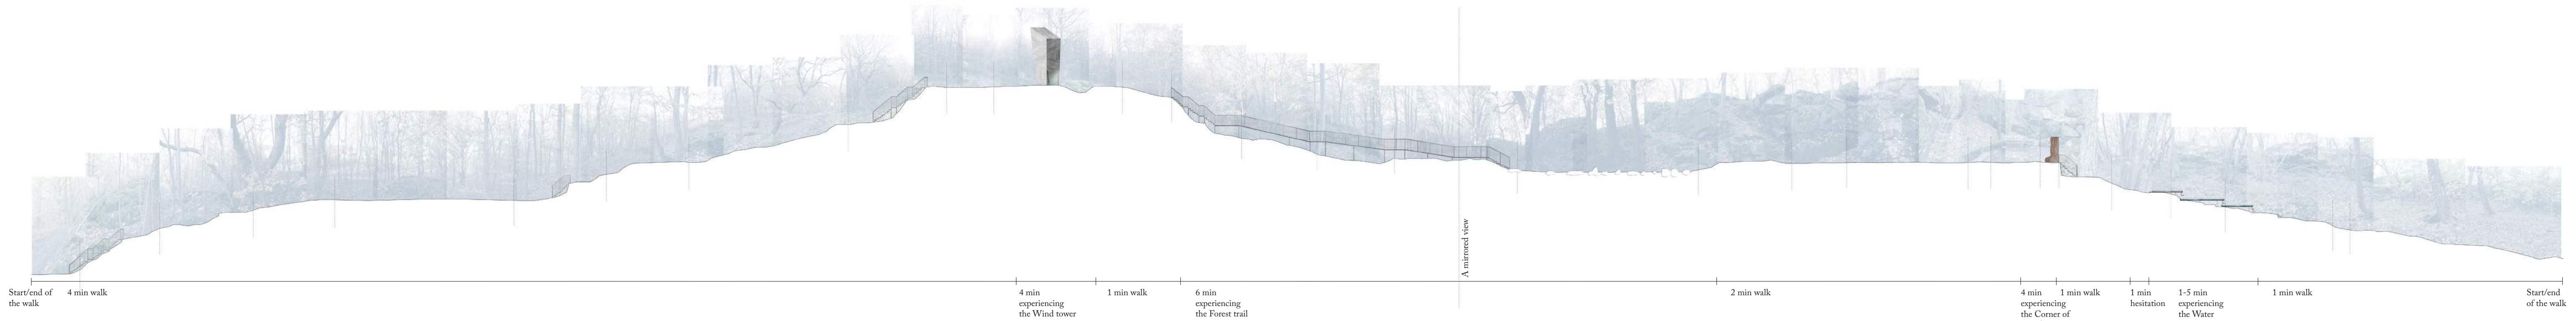 A mirrored view
Start/end of
the walk
4 min walk
4 min
experiencing
the Wind tower
1 min walk
6 min
experiencing
the Forest trail
2 min walk
4 min
experiencing
the Corner of
1 min walk
1 min
hesitation
1-5 min
experiencing
the Water
1 min walk
Start/end
of the walk